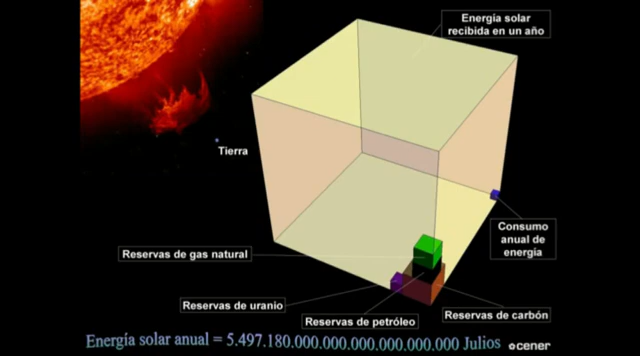 Energía solar
recibida en un año
Tierra
Consumo
anual de
energía
Reservas de gas natural
Reservas de uranio
Reservas de petróleo
Reservas de carbón
Energía solar anual = 5.497.180.000.000.000.000.000.000 Julios
cener